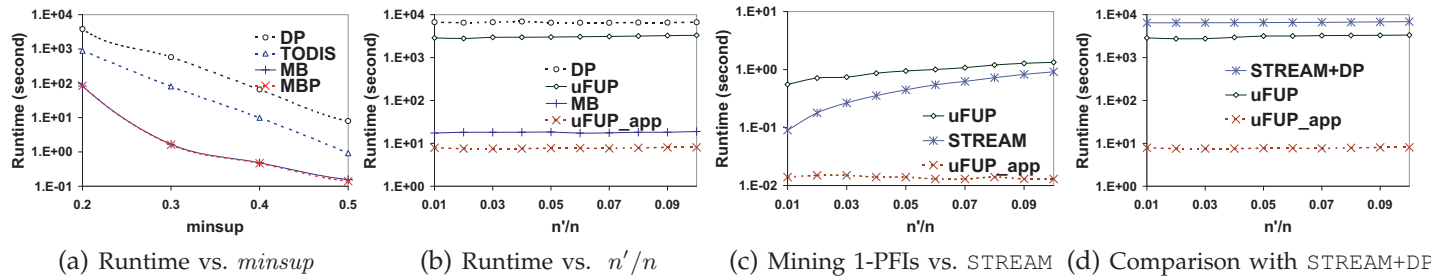 Runtime (second)
1.E+04
1.E+03
1.E+02
1.E+01
1.E+00
1.E-01
0.2
0.3
0.4
0.5
minsup
DP
TODIS
MB
MBP
(a) Runtime vs. minsup
Runtime (second)
1.E+04
1.E+03
1.E+02
1.E+01
1.E+00
0.01
0.03
0.05
0.07
0.09
n'/n
DP
uFUP
MB
uFUP_app
(b) Runtime vs. n'/n
Runtime (second)
1.E+01
1.E+00
1.E-01
1.E-02
0.01
0.03
0.05
0.07
0.09
n'/n
uFUP
STREAM
uFUP_app
(c) Mining 1-PFIs vs. STREAM
Runtime (second)
1.E+04
1.E+03
1.E+02
1.E+01
1.E+00
0.01
0.03
0.05
0.07
0.09
n'/n
STREAM+DP
uFUP
uFUP_app
(d) Comparison with STREAM+DP